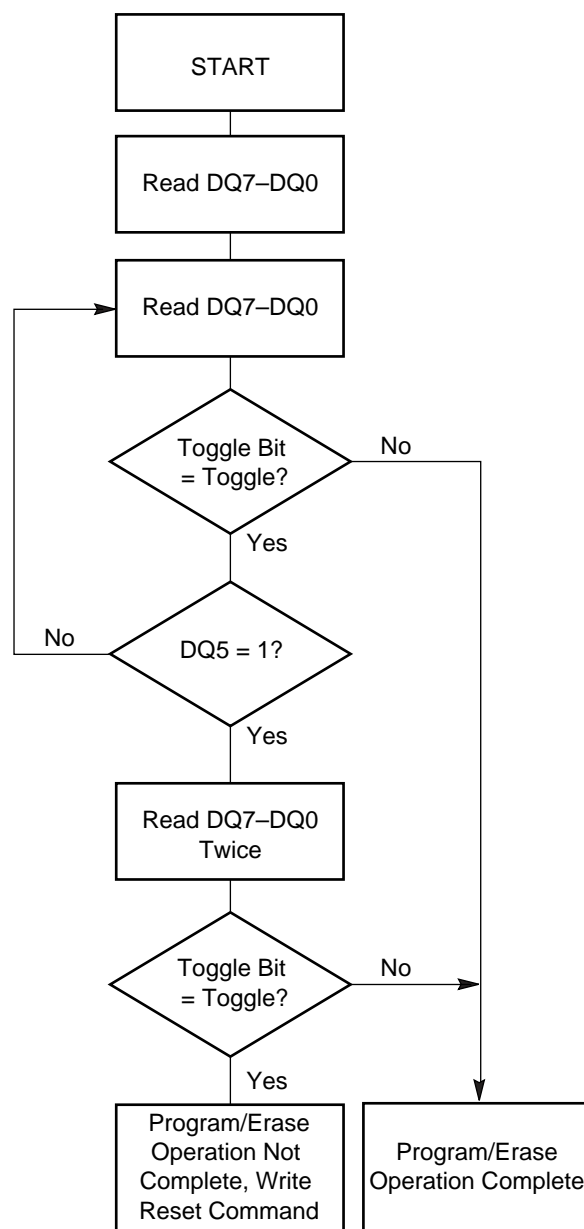 START
Read DQ7–DQ0
Read DQ7–DQ0
Toggle Bit
= Toggle?
No
Yes
No
DQ5 = 1?
Yes
Read DQ7–DQ0
Twice
Toggle Bit
= Toggle?
No
Yes
Program/Erase
Operation Not
Complete, Write
Reset Command
Program/Erase
Operation Complete